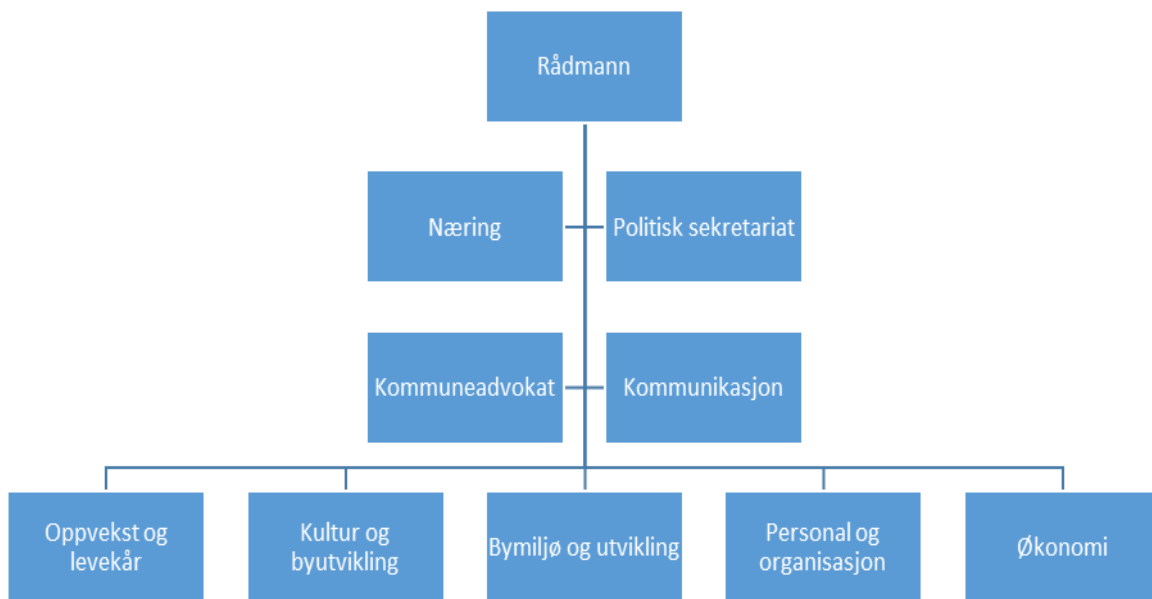 Rådmann
Næring
Politisk sekretariat
Kommuneadvokat
Kommunikasjon
Oppvekst og
levekår
Kultur og
byutvikling
Bymiljø og utvikling
Personal og
organisasjon
Økonomi